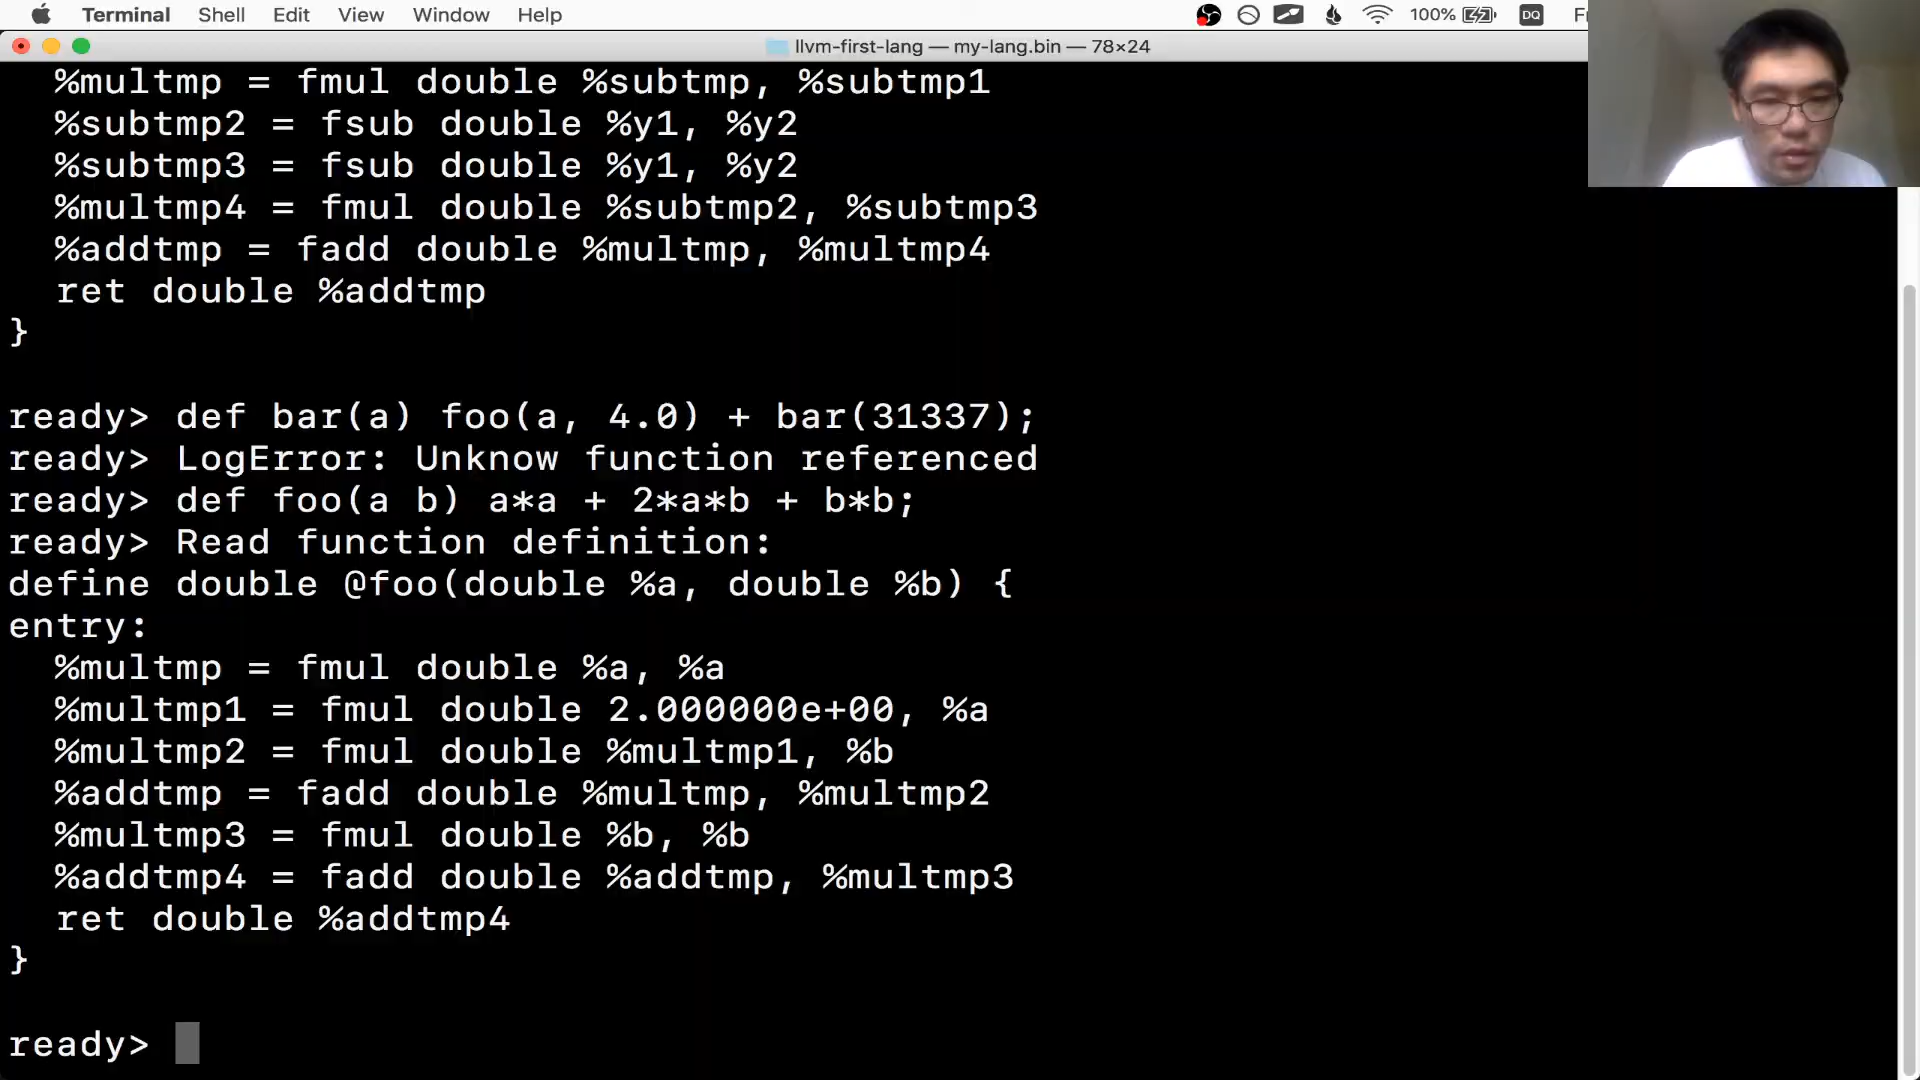 Terminal Shell Edit View Window Help 100% DQ
llvm-first-lang — my-lang.bin — 78×24
%multmp = fmul double %subtmp, %subtmp1
%subtmp2 = fsub double %y1, %y2
%subtmp3 = fsub double %y1, %y2
%multmp4 = fmul double %subtmp2, %subtmp3
%addtmp = fadd double %multmp, %multmp4
ret double %addtmp
}
ready> def bar(a) foo(a, 4.0) + bar(31337);
ready> LogError: Unknow function referenced
ready> def foo(a b) a*a + 2*a*b + b*b;
ready> Read function definition:
define double @foo(double %a, double %b) {
entry:
%multmp = fmul double %a, %a
%multmp1 = fmul double 2.000000e+00, %a
%multmp2 = fmul double %multmp1, %b
%addtmp = fadd double %multmp, %multmp2
%multmp3 = fmul double %b, %b
%addtmp4 = fadd double %addtmp, %multmp3
ret double %addtmp4
}
ready>